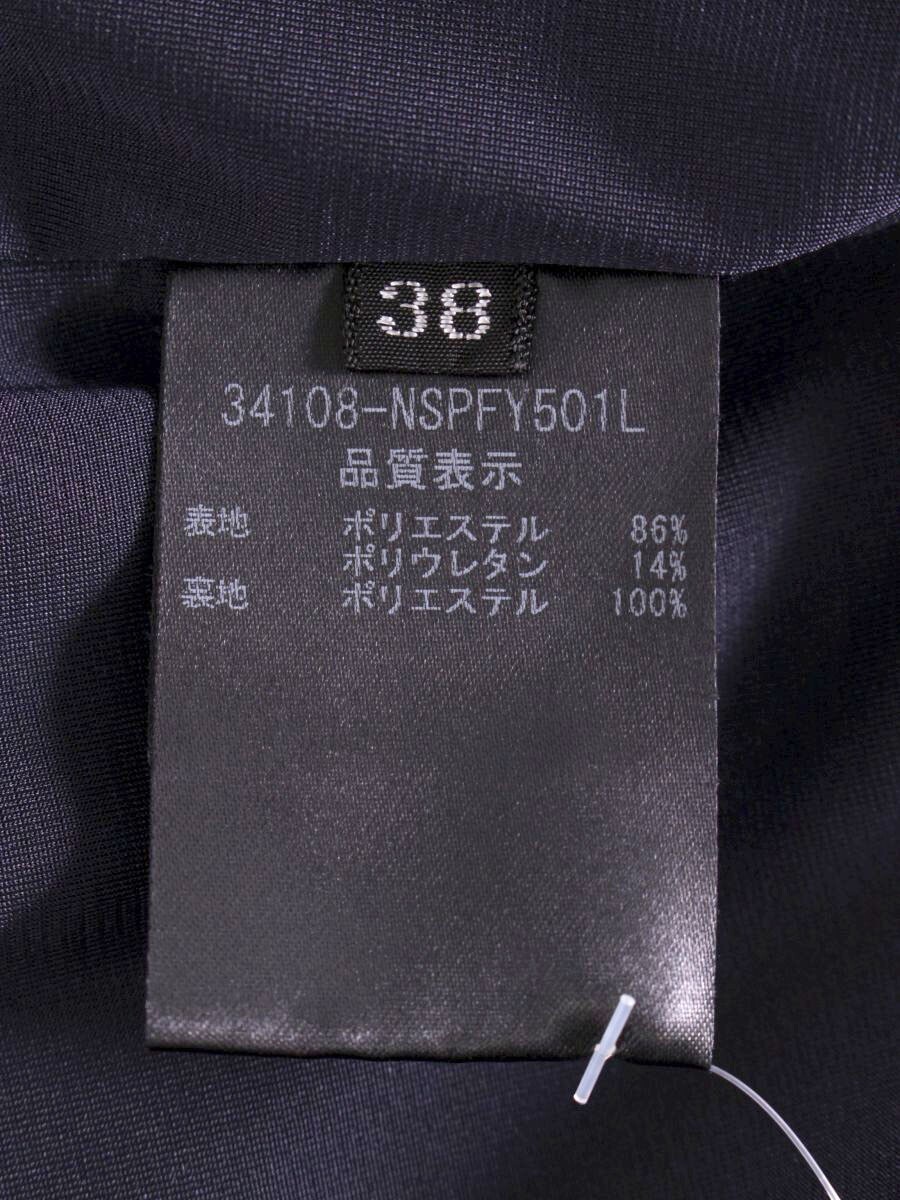 38
34108-NSPFY501L
品質表示
表地 ポリエステル 86%
ポリウレタン 14%
裏地 ポリエステル 100%